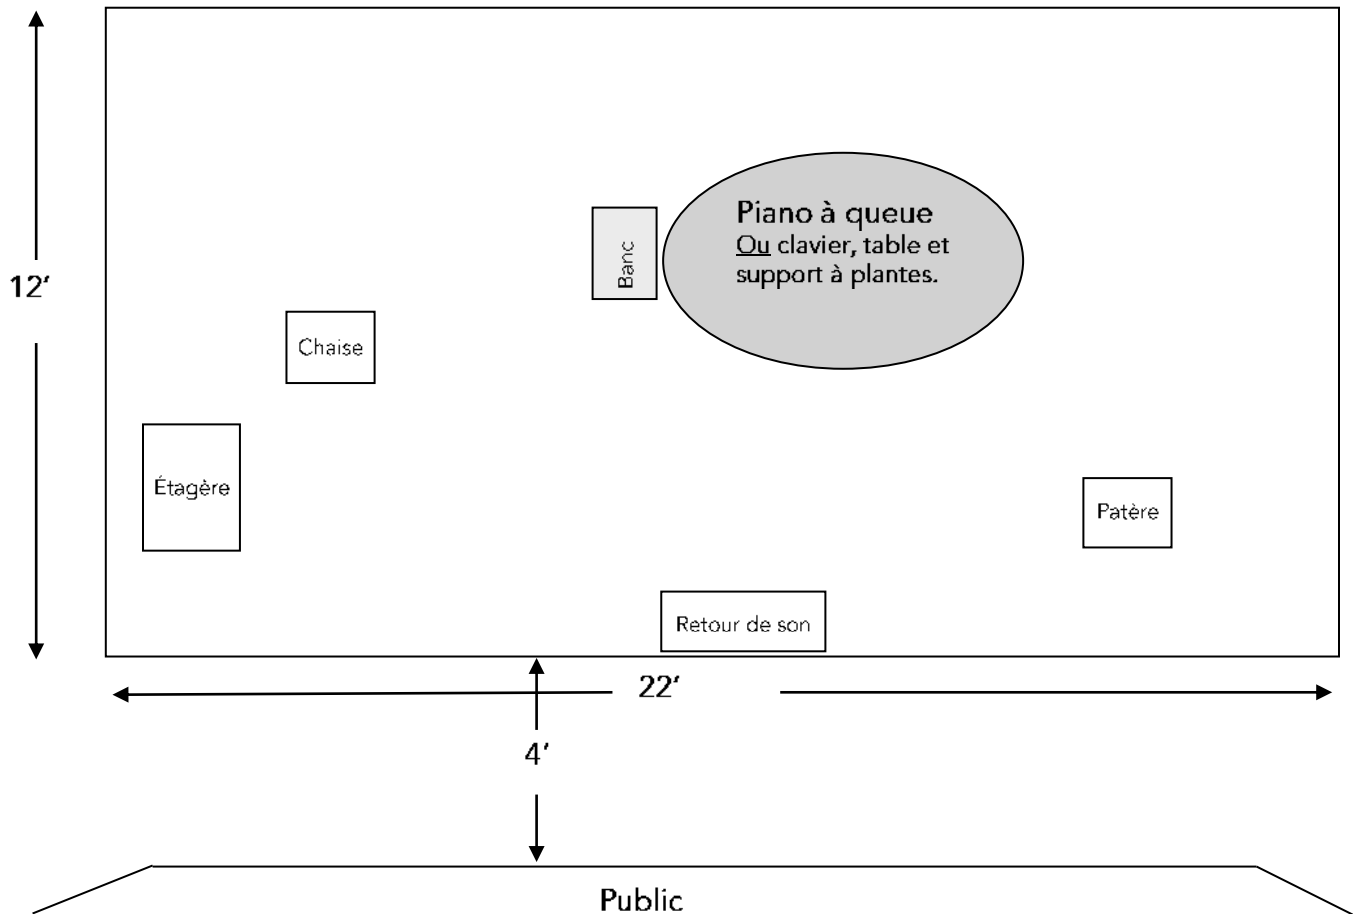 Piano à queue
Ou clavier, table et
support à plantes.
Banc
12‘
Chaise
Étagère
Patère
Retour de son
22‘
4‘
Public